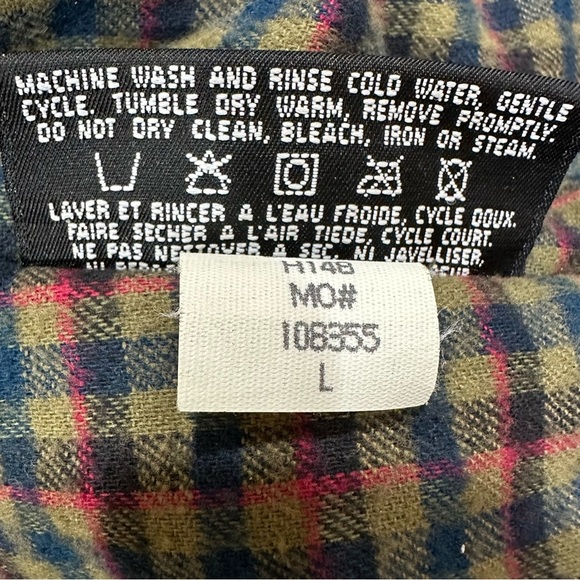 MACHINE WASH AND RINSE COLD WATER, GENTLE
CYCLE. TUMBLE DRY WARM, REMOVE PROMPTLY.
DO NOT DRY CLEAN, BLEACH, IRON OR STEAM.
LAVER ET RINCER A L'EAU FROIDE, CYCLE DOUX.
FAIRE SECHER A L'AIR TIEDE, CYCLE COURT.
NE PAS NETTOYER A SEC, NI JAVELLISER,
NI
MO#
108355
L